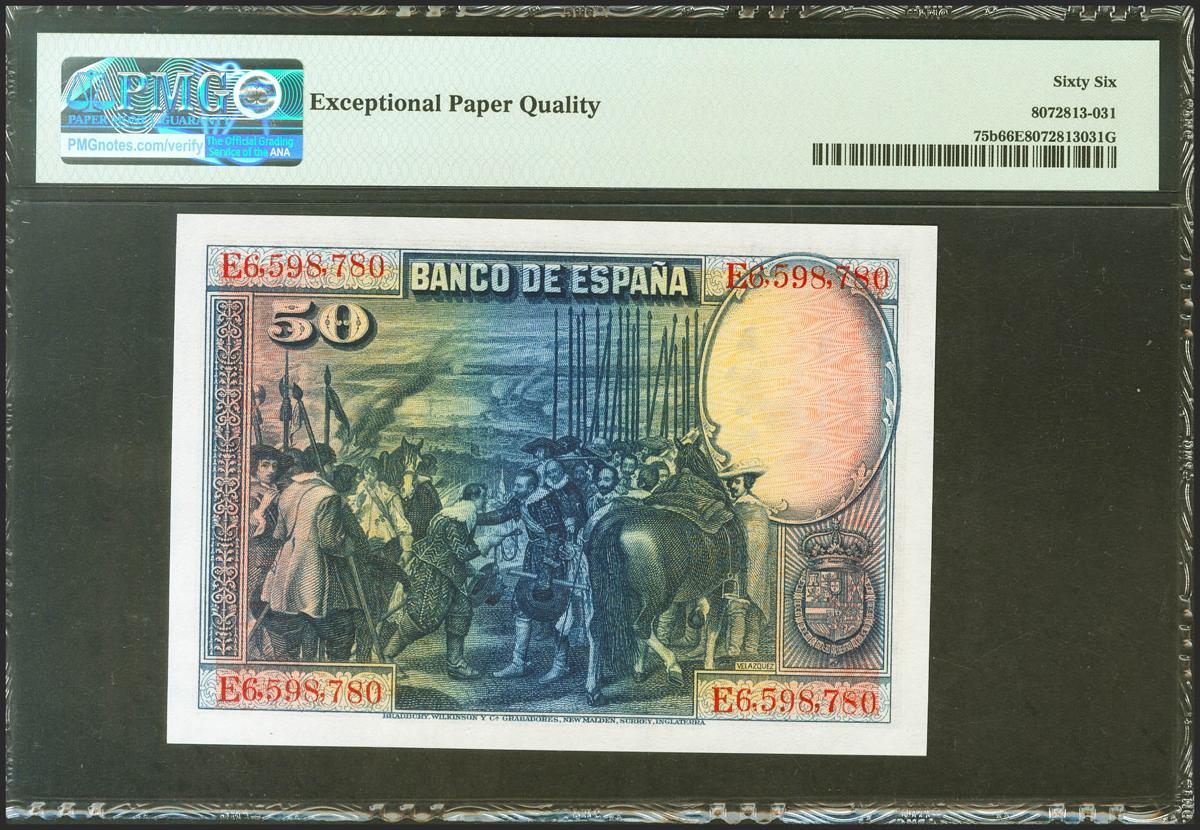 PMG
PAPER MONEY GUARANTY
PMGnotes.com/verify
The Official Grading
Service of the ANA
Exceptional Paper Quality
Sixty Six
8072813-031
75b66E8072813031G
E6,598,780
BANCO DE ESPAÑA
E6,598,780
50
VELAZQUEZ
E6,598,780
E6,598,780
BRADBURY, WILKINSON Y Cª. GRABADORES, NEW MALDEN, SURREY, INGLATERRA